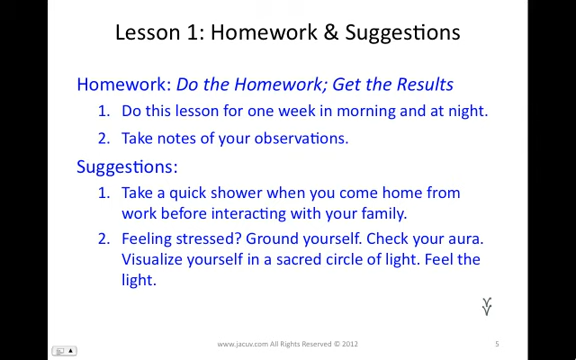 Lesson 1: Homework & Suggestions
Homework: Do the Homework; Get the Results
1. Do this lesson for one week in morning and at night.
2. Take notes of your observations.
Suggestions:
1. Take a quick shower when you come home from
work before interacting with your family.
2. Feeling stressed? Ground yourself. Check your aura.
Visualize yourself in a sacred circle of light. Feel the
light.
www.jacuv.com All Rights Reserved © 2012
5